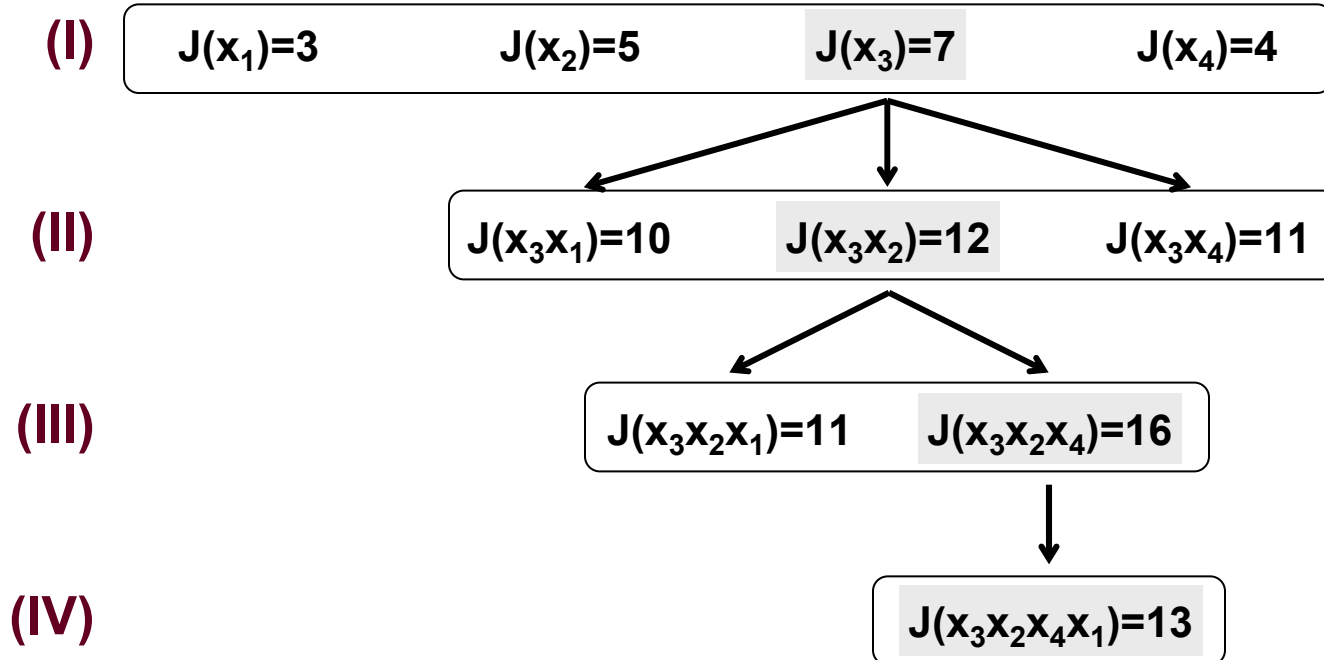 (I) J(x₁)=3 J(x₂)=5 J(x₃)=7 J(x₄)=4
(II) J(x₃x₁)=10 J(x₃x₂)=12 J(x₃x₄)=11
(III) J(x₃x₂x₁)=11 J(x₃x₂x₄)=16
(IV) J(x₃x₂x₄x₁)=13